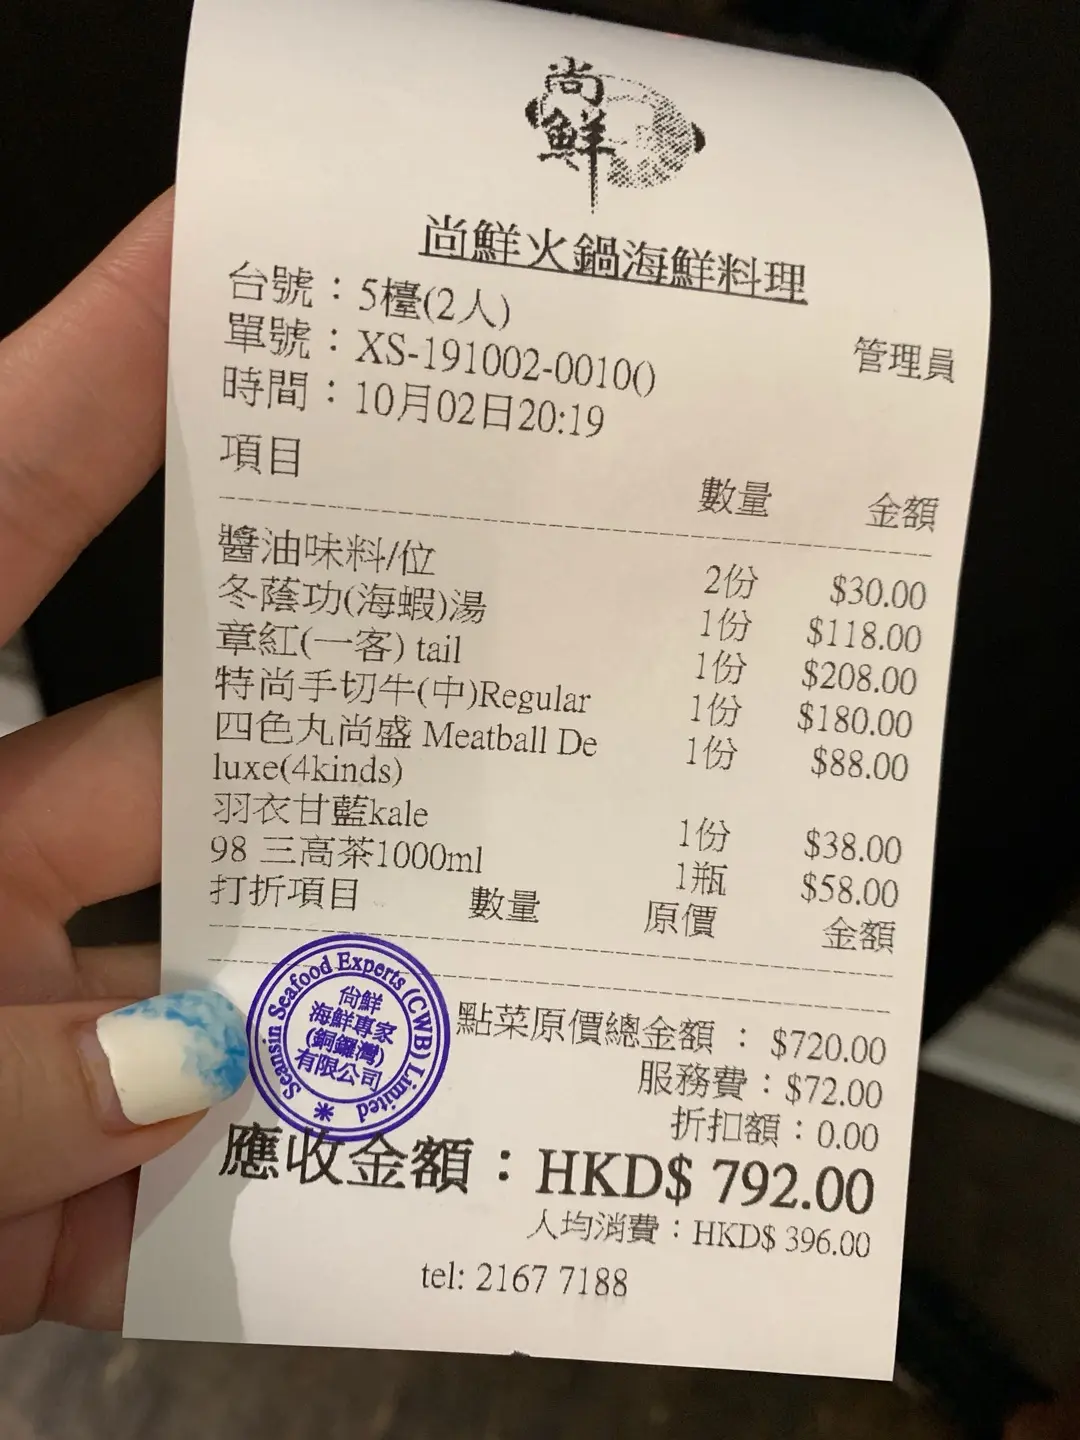 尚鮮
尚鮮火鍋海鮮料理
台號：5檯(2人)
單號：XS-191002-0010() 管理員
時間：10月02日20:19
項目 數量 金額
醬油味料/位 2份 $30.00
冬蔭功(海蝦)湯 1份 $118.00
章紅(一客) tail 1份 $208.00
特尚手切牛(中)Regular 1份 $180.00
四色丸尚盛 Meatball De 1份 $88.00
luxe(4kinds)
羽衣甘藍kale 1份 $38.00
98 三高茶1000ml 1瓶 $58.00
打折項目 數量 原價 金額
點菜原價總金額：$720.00
服務費：$72.00
折扣額：0.00
應收金額：HKD$ 792.00
人均消費：HKD$ 396.00
tel: 2167 7188
Seansin Seafood Experts (CWB) Limited
尚鮮
海鮮專家
(銅鑼灣)
有限公司